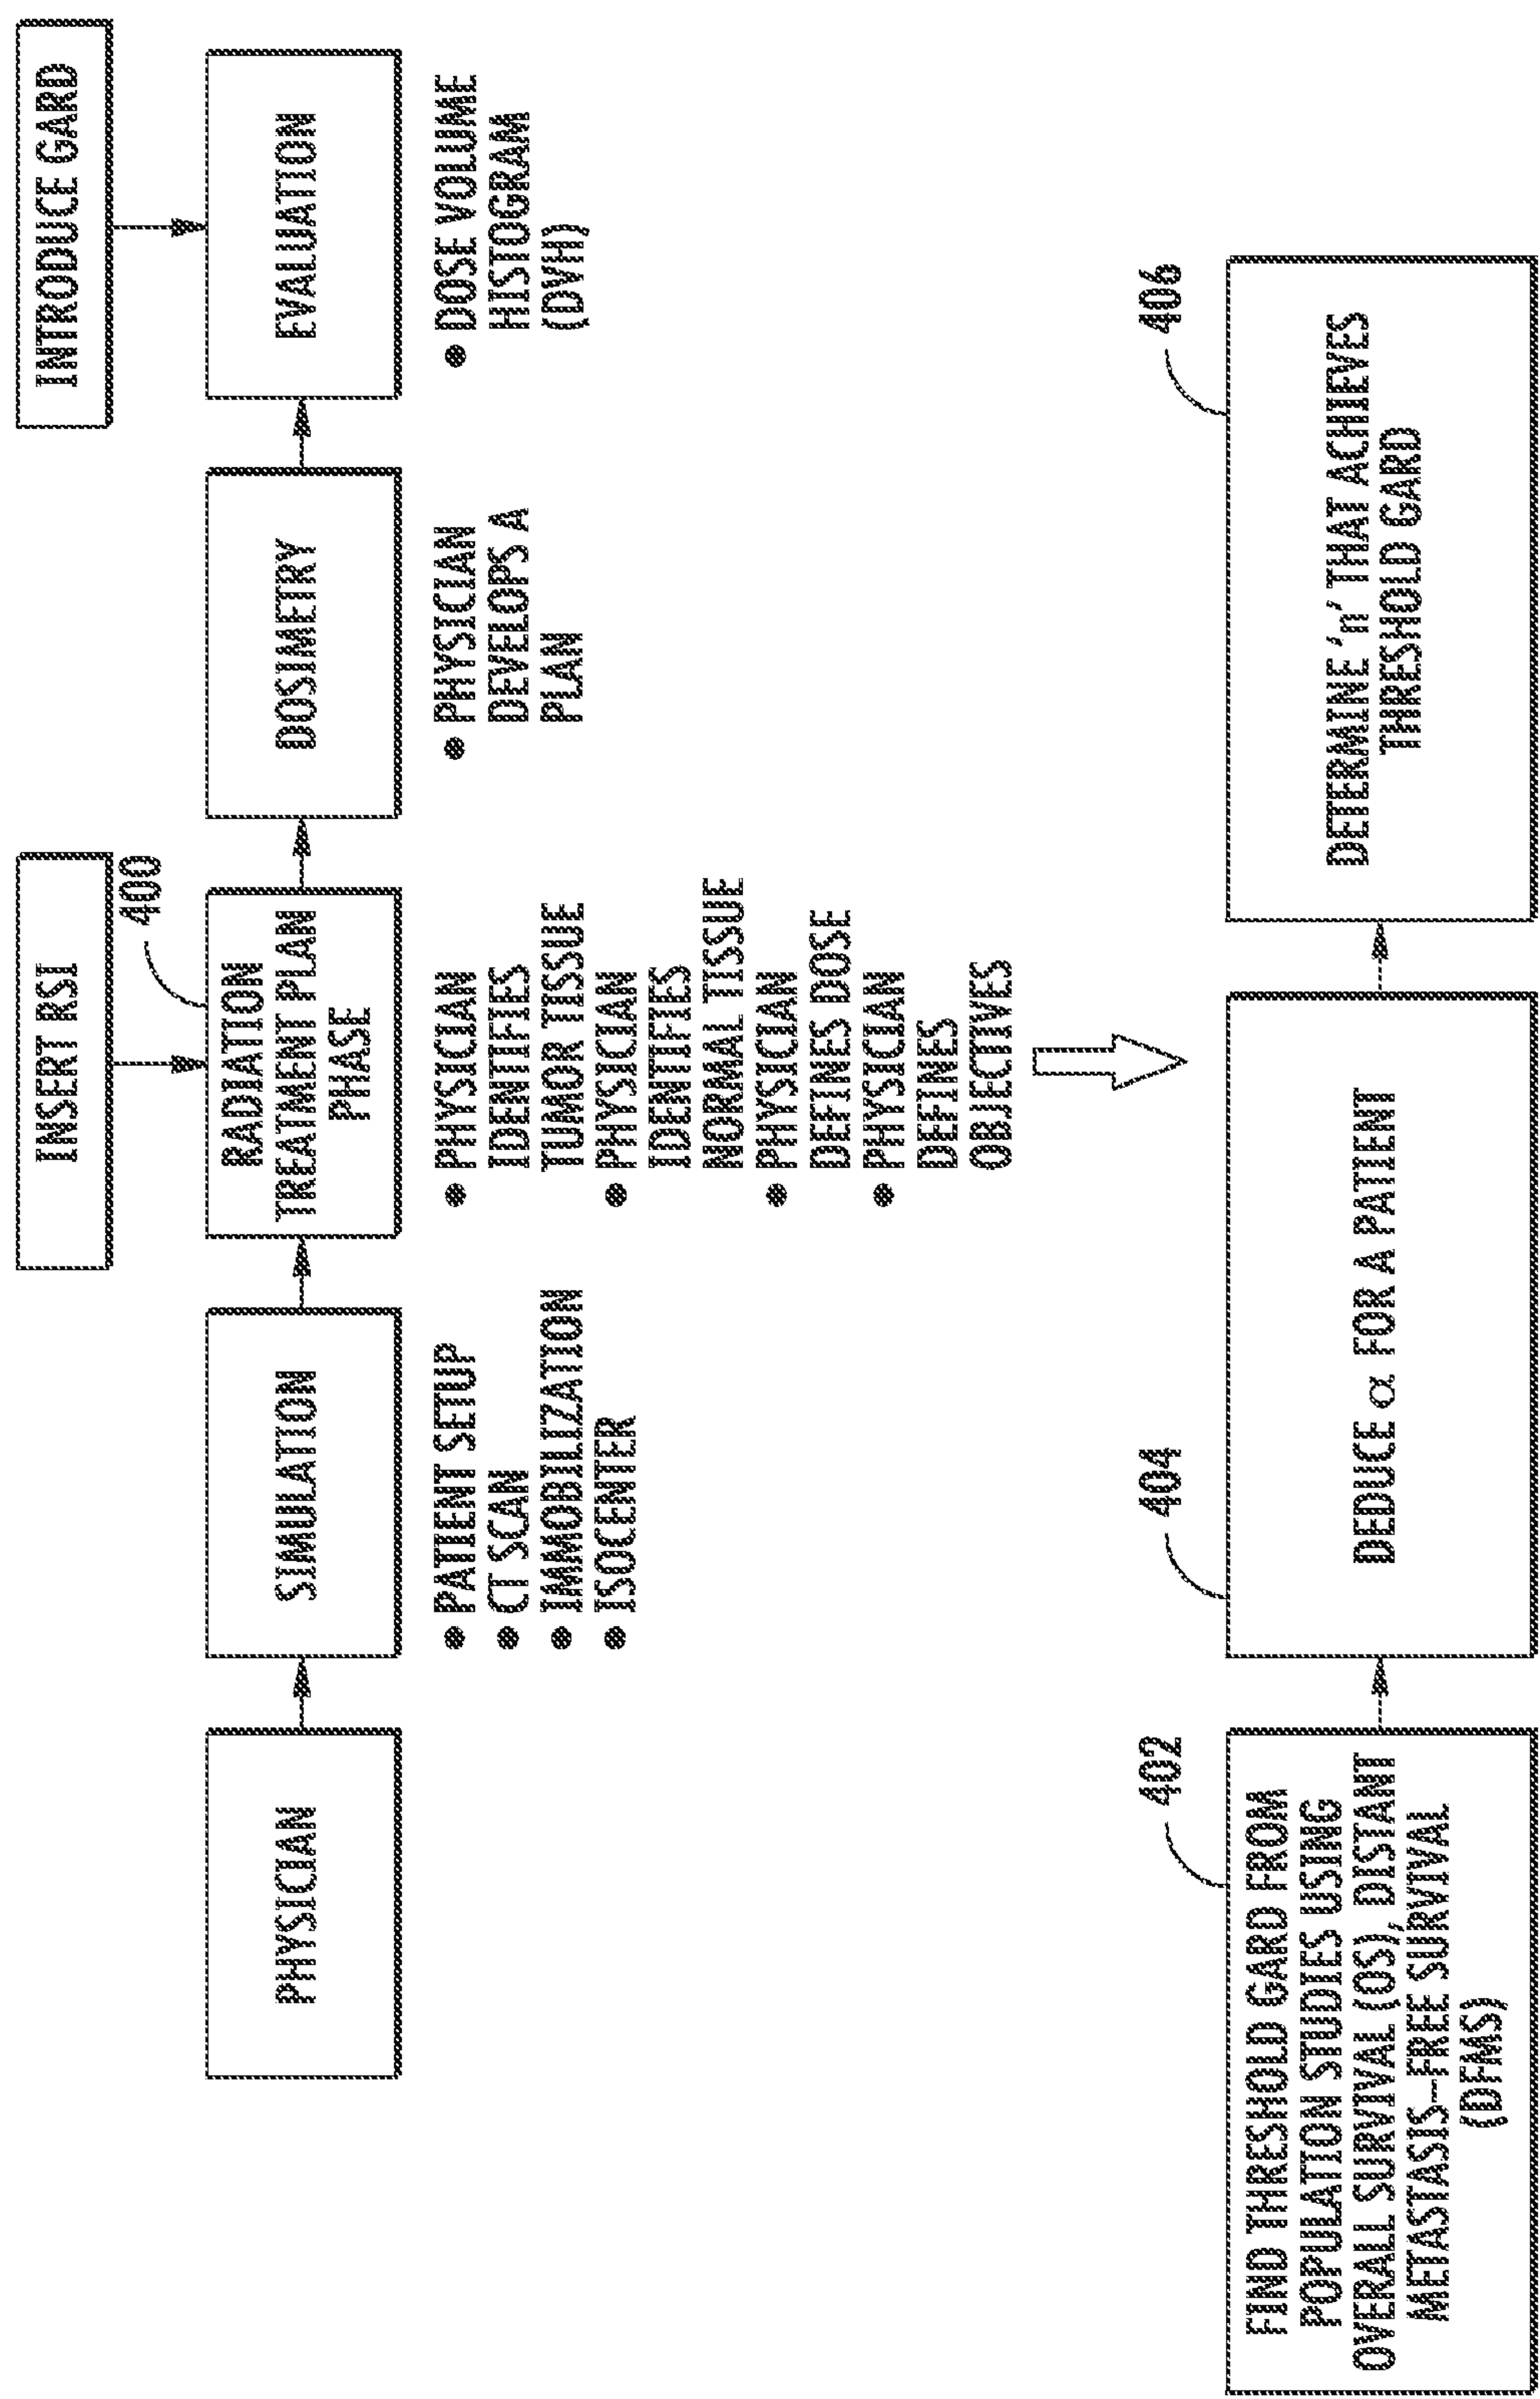 INSERT RSI
INTRODUCE GARD
400
PHYSICIAN
SIMULATION
RADIATION
TREATMENT PLAN
PHASE
DOSIMETRY
EVALUATION
● PATIENT SETUP
● CT SCAN
● IMMOBILIZATION
● ISOCENTER
● PHYSICIAN
IDENTIFIES
TUMOR TISSUE
● PHYSICIAN
IDENTIFIES
NORMAL TISSUE
● PHYSICIAN
DEFINES DOSE
● PHYSICIAN
DEFINES
OBJECTIVES
● PHYSICIAN
DEVELOPS A
PLAN
● DOSE VOLUME
HISTOGRAM
(DVH)
402
FIND THRESHOLD GARD FROM
POPULATION STUDIES USING
OVERALL SURVIVAL (OS), DISTANT
METASTASIS-FREE SURVIVAL
(DFMS)
404
DEDUCE α FOR A PATIENT
406
DETERMINE 'n' THAT ACHIEVES
THRESHOLD GARD